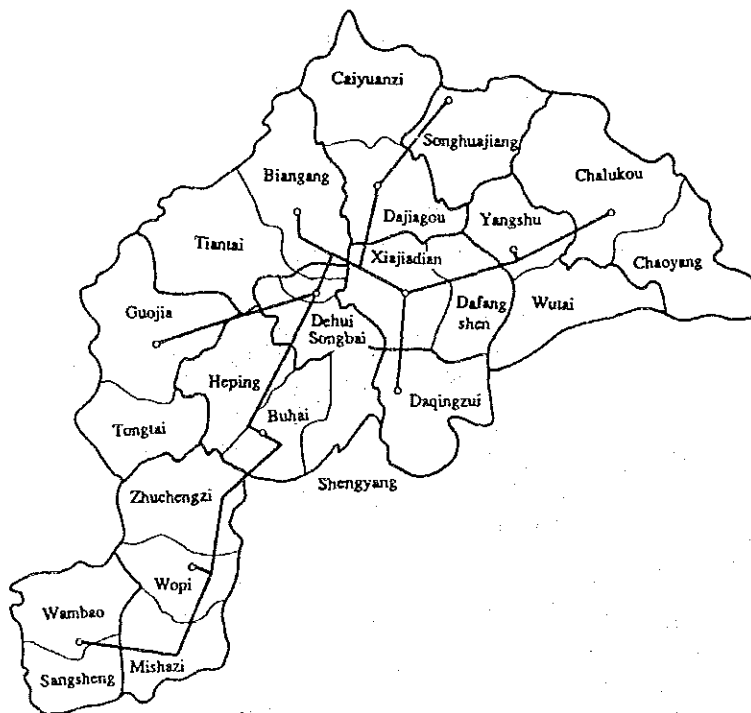 Caiyuanzi
Songhuajiang
Biangang
Chalukou
Dajiagou
Yangshu
Tiantai
Xiajiadian
Chaoyang
Guojia
Dafang
shen
Wutai
Dehui
Songbai
Heping
Daqingzui
Buhai
Tongtai
Shengyang
Zhuchengzi
Wopi
Wambao
Mishazi
Sangsheng